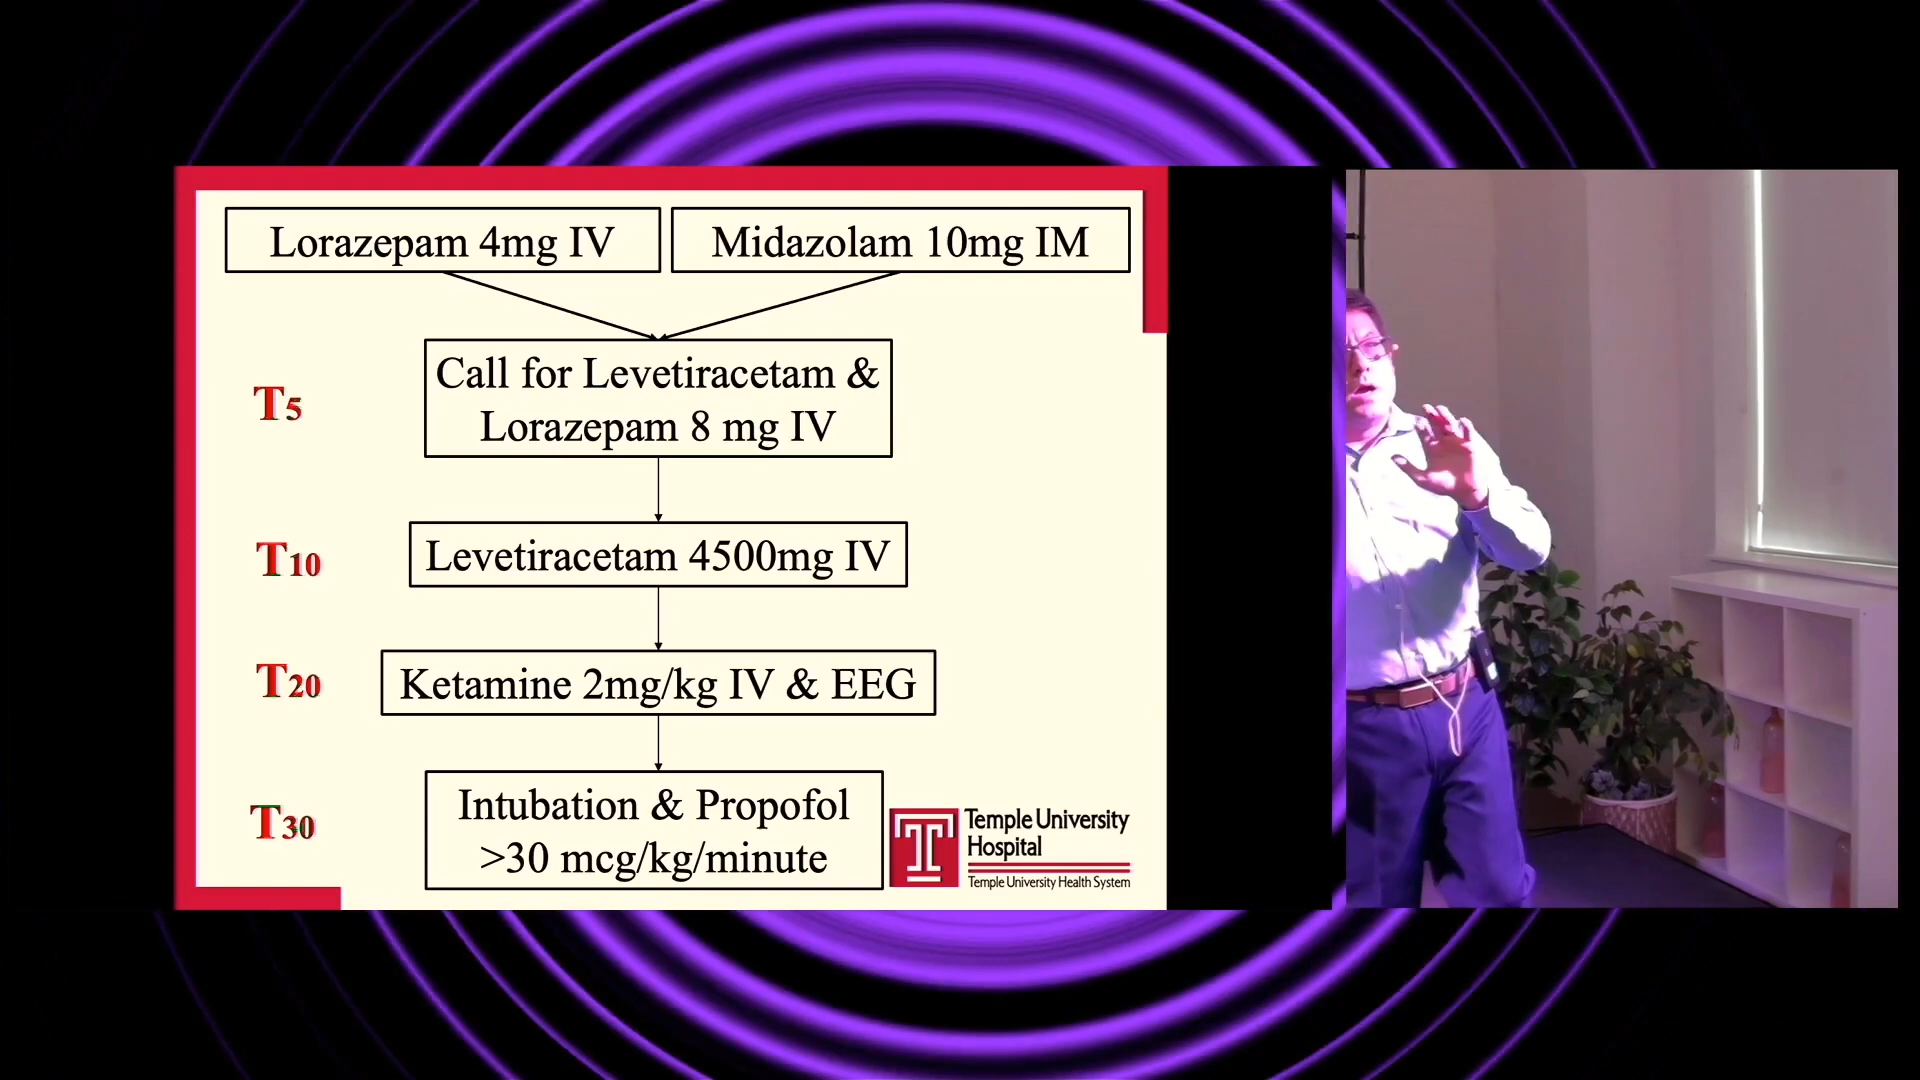 Lorazepam 4mg IV
Midazolam 10mg IM
T5
Call for Levetiracetam &
Lorazepam 8 mg IV
T10
Levetiracetam 4500mg IV
T20
Ketamine 2mg/kg IV & EEG
T30
Intubation & Propofol
>30 mcg/kg/minute
T
Temple University
Hospital
Temple University Health System